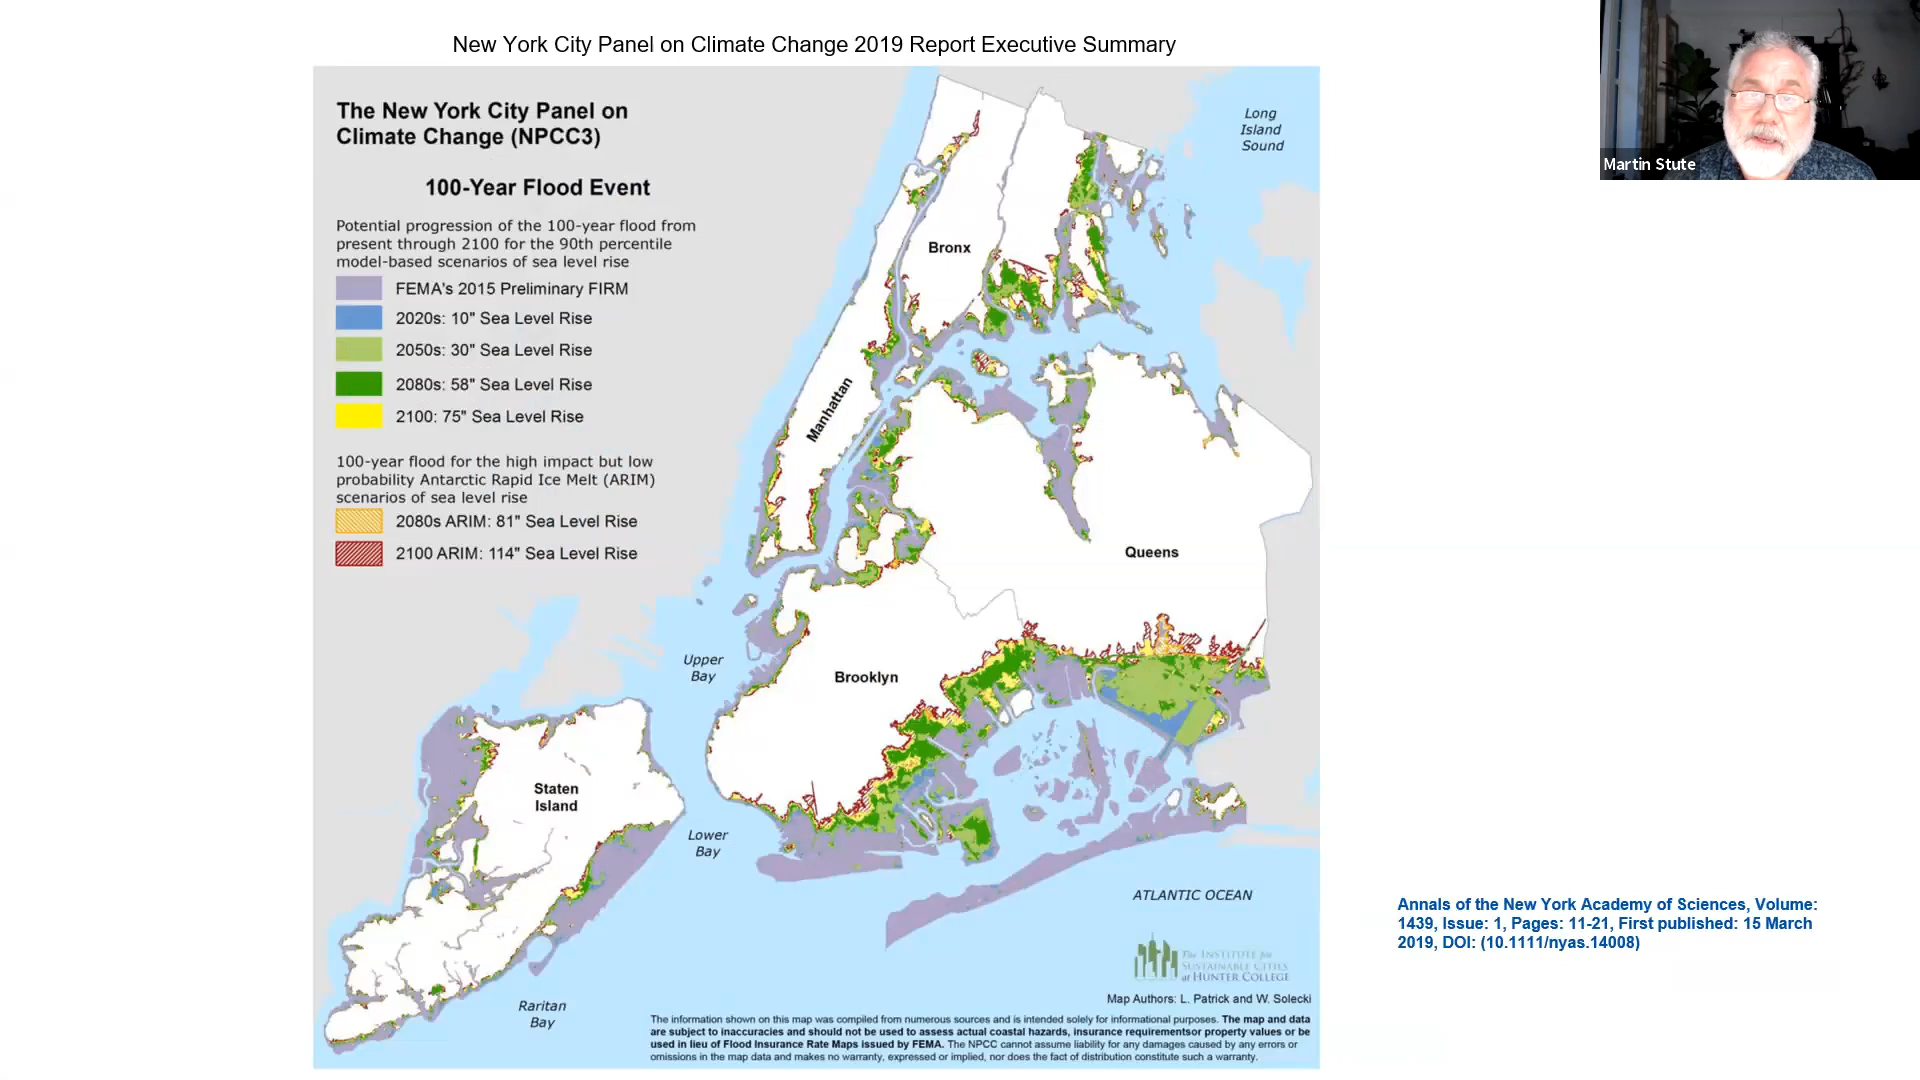 New York City Panel on Climate Change 2019 Report Executive Summary
Martin Stute
The New York City Panel on
Climate Change (NPCC3)
100-Year Flood Event
Potential progression of the 100-year flood from
present through 2100 for the 90th percentile
model-based scenarios of sea level rise
FEMA's 2015 Preliminary FIRM
2020s: 10" Sea Level Rise
2050s: 30" Sea Level Rise
2080s: 58" Sea Level Rise
2100: 75" Sea Level Rise
100-year flood for the high impact but low
probability Antarctic Rapid Ice Melt (ARIM)
scenarios of sea level rise
2080s ARIM: 81" Sea Level Rise
2100 ARIM: 114" Sea Level Rise
Long
Island
Sound
Bronx
Manhattan
Queens
Upper
Bay
Brooklyn
Staten
Island
Lower
Bay
ATLANTIC OCEAN
Raritan
Bay
The INSTITUTE for
SUSTAINABLE CITIES
at HUNTER COLLEGE
Map Authors: L. Patrick and W. Solecki
The information shown on this map was compiled from numerous sources and is intended solely for informational purposes. The map and data
are subject to inaccuracies and should not be used to assess actual coastal hazards, insurance requirementsor property values or be
used in lieu of Flood Insurance Rate Maps issued by FEMA. The NPCC cannot assume liability for any damages caused by any errors or
omissions in the map data and makes no warranty, expressed or implied, nor does the fact of distribution constitute such a warranty.
Annals of the New York Academy of Sciences, Volume:
1439, Issue: 1, Pages: 11-21, First published: 15 March
2019, DOI: (10.1111/nyas.14008)